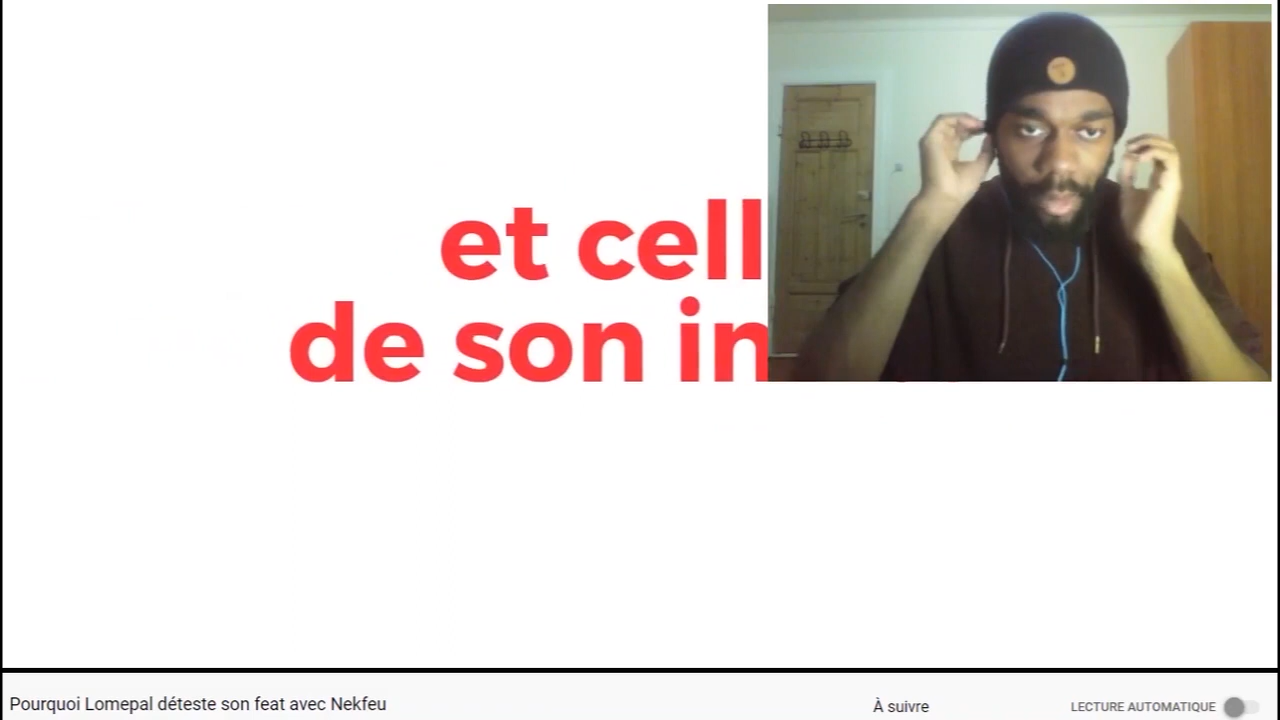 et cell
de son in
Pourquoi Lomepal déteste son feat avec Nekfeu
À suivre
LECTURE AUTOMATIQUE